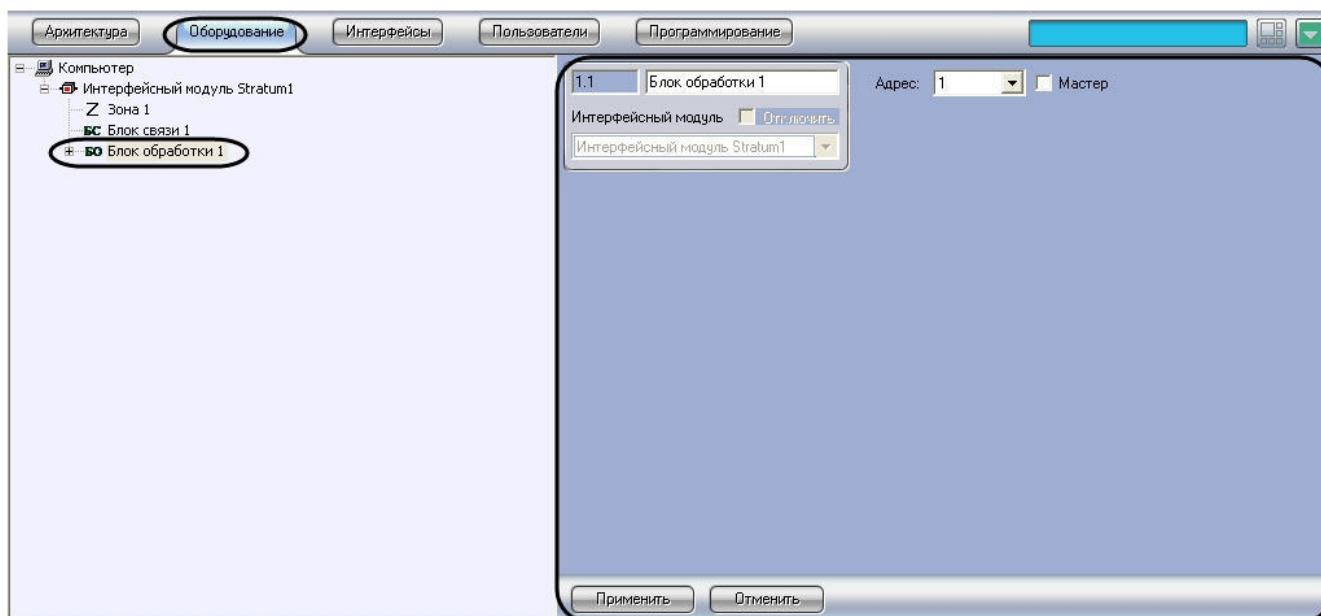 Архитектура Оборудование Интерфейсы Пользователи Программирование
Компьютер
Интерфейсный модуль Stratum1
Z Зона 1
БС Блок связи 1
БО Блок обработки 1
1.1 Блок обработки 1 Адрес: 1 Мастер
Интерфейсный модуль Отключить
Интерфейсный модуль Stratum1
Применить Отменить